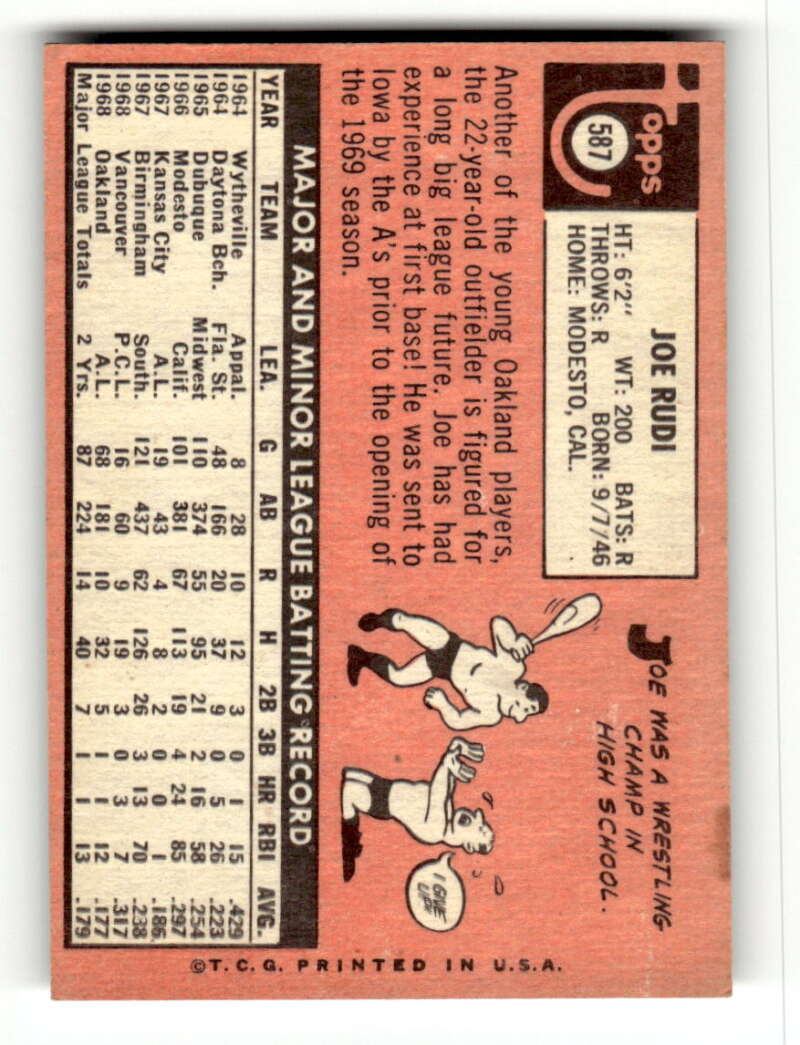 Topps
587
JOE RUDI
HT: 6'2" WT: 200 BATS: R
THROWS: R BORN: 9/7/46
HOME: MODESTO, CAL.
JOE WAS A WRESTLING
CHAMP IN
HIGH SCHOOL.
I GIVE
UP!!
Another of the young Oakland players,
the 22-year-old outfielder is figured for
a long big league future. Joe has had
experience at first base! He was sent to
Iowa by the A's prior to the opening of
the 1969 season.
MAJOR AND MINOR LEAGUE BATTING RECORD
YEAR TEAM LEA. G AB R H 2B 3B HR RBI AVG.
1964 Wytheville Appal. 8 28 10 12 3 0 1 15 .429
1964 Daytona Bch. Fla. St. 48 166 20 37 9 0 5 26 .223
1965 Dubuque Midwest 110 374 55 95 21 2 16 58 .254
1966 Modesto Calif. 101 381 67 113 19 4 24 85 .297
1967 Kansas City A.L. 19 43 4 8 2 0 0 1 .186
1967 Birmingham South. 121 437 62 126 26 3 13 70 .238
1968 Vancouver P.C.L. 16 60 9 19 3 0 3 7 .317
1968 Oakland A.L. 68 181 10 32 5 1 1 12 .177
Major League Totals 2 Yrs. 87 224 14 40 7 1 1 13 .179
©T.C.G. PRINTED IN U.S.A.